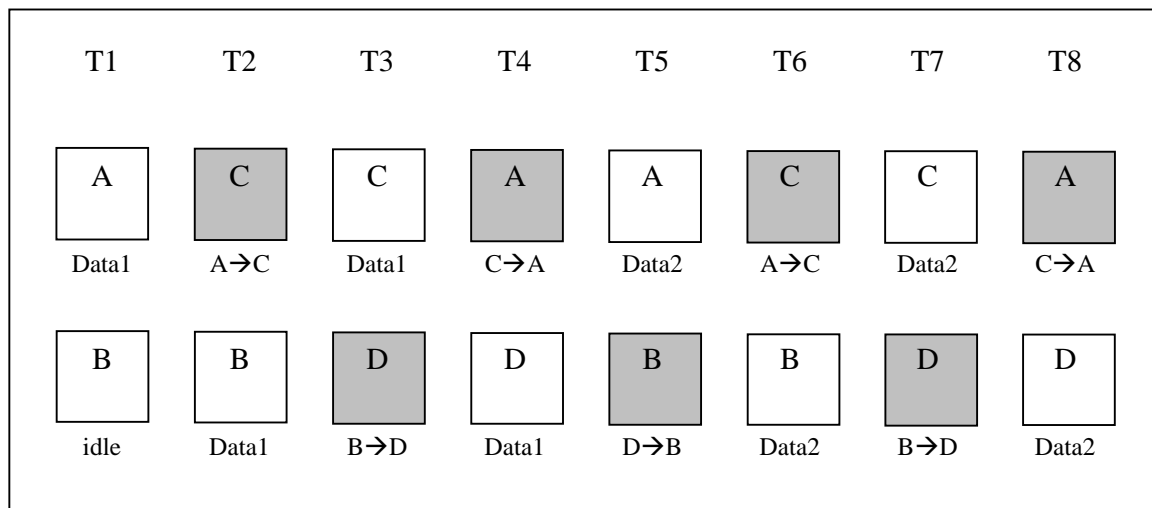 T1 T2 T3 T4 T5 T6 T7 T8
A C C A A C C A
Data1 A→C Data1 C→A Data2 A→C Data2 C→A
B B D D B B D D
idle Data1 B→D Data1 D→B Data2 B→D Data2